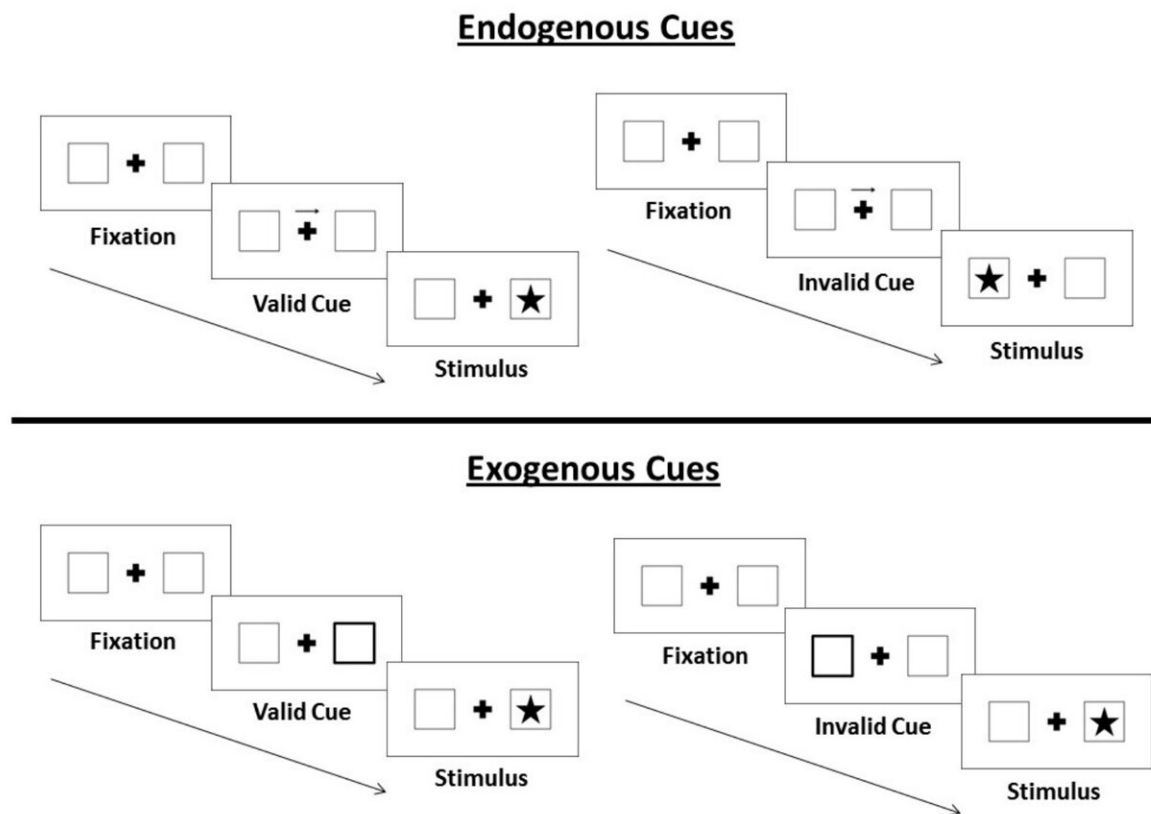 Endogenous Cues
Fixation
Valid Cue
Stimulus
Fixation
Invalid Cue
Stimulus
Exogenous Cues
Fixation
Valid Cue
Stimulus
Fixation
Invalid Cue
Stimulus